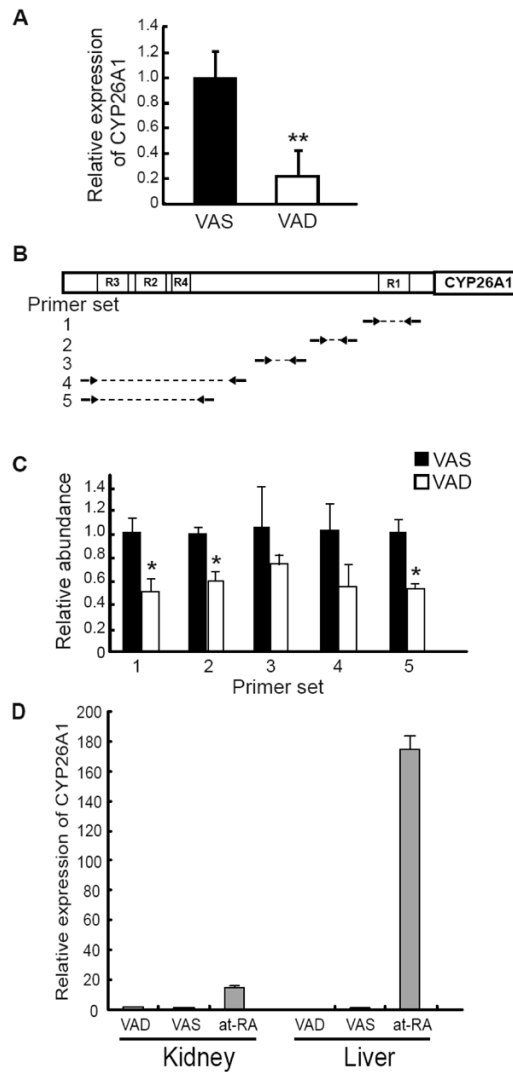 A
Relative expression
of CYP26A1
1.4
1.2
1.0
0.8
0.6
0.4
0.2
0
**
VAS VAD
B
R3 R2 R4 R1 CYP26A1
Primer set
1
2
3
4
5
C
VAS
VAD
Relative abundance
1.4
1.2
1.0
0.8
0.6
0.4
0.2
0
* * *
1 2 3 4 5
Primer set
D
Relative expression of CYP26A1
200
180
160
140
120
100
80
60
40
20
0
VAD VAS at-RA VAD VAS at-RA
Kidney Liver